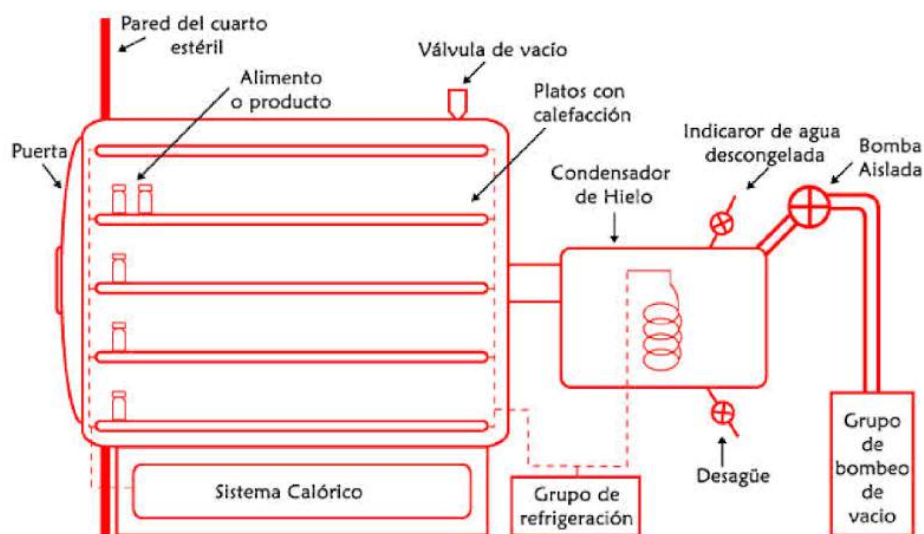 Pared del cuarto
estéril
Alimento
o producto
Puerta
Válvula de vacío
Platos con
calefacción
Condensador
de Hielo
Indicaror de agua
descongelada
Bomba
Aislada
Sistema Calórico
Grupo de
refrigeración
Desagüe
Grupo
de
bombeo
de
vacio